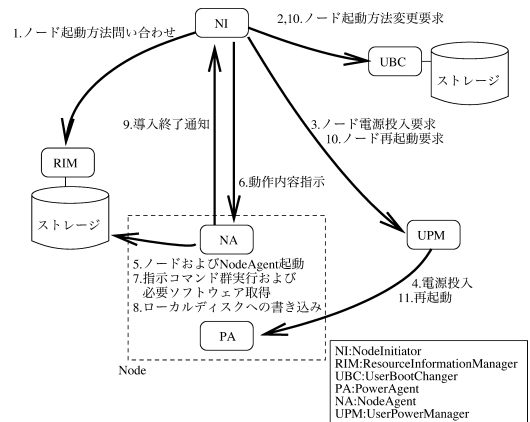 NI
1.ノード起動方法問い合わせ
2,10.ノード起動方法変更要求
UBC
ストレージ
9.導入終了通知
3.ノード電源投入要求
10.ノード再起動要求
RIM
6.動作内容指示
ストレージ
NA
UPM
5.ノードおよびNodeAgent起動
7.指示コマンド群実行および
必要ソフトウェア取得
8.ローカルディスクへの書き込み
4.電源投入
11.再起動
PA
Node
NI:NodeInitiator
RIM:ResourceInformationManager
UBC:UserBootChanger
PA:PowerAgent
NA:NodeAgent
UPM:UserPowerManager